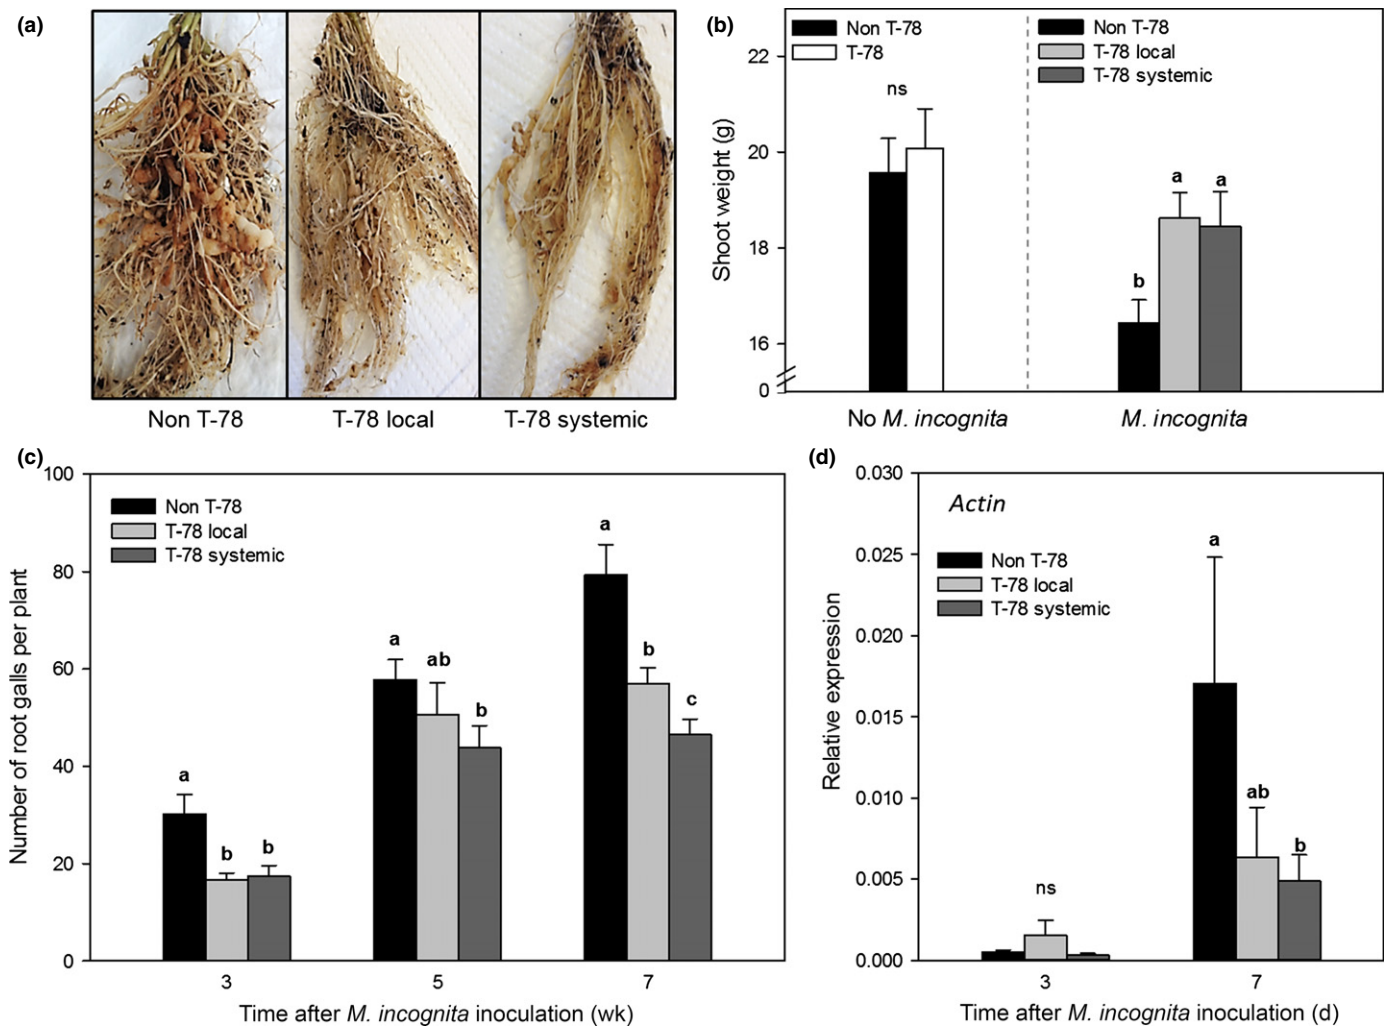 (a)
Non T-78
T-78 local
T-78 systemic
(b)
Non T-78
T-78
Non T-78
T-78 local
T-78 systemic
Shoot weight (g)
22
20
18
16
0
ns
b
a
a
No M. incognita
M. incognita
(c)
Non T-78
T-78 local
T-78 systemic
Number of root galls per plant
100
80
60
40
20
0
a
b
b
a
ab
b
a
b
c
3
5
7
Time after M. incognita inoculation (wk)
(d)
Actin
Non T-78
T-78 local
T-78 systemic
Relative expression
0.030
0.025
0.020
0.015
0.010
0.005
0.000
ns
a
ab
b
3
7
Time after M. incognita inoculation (d)